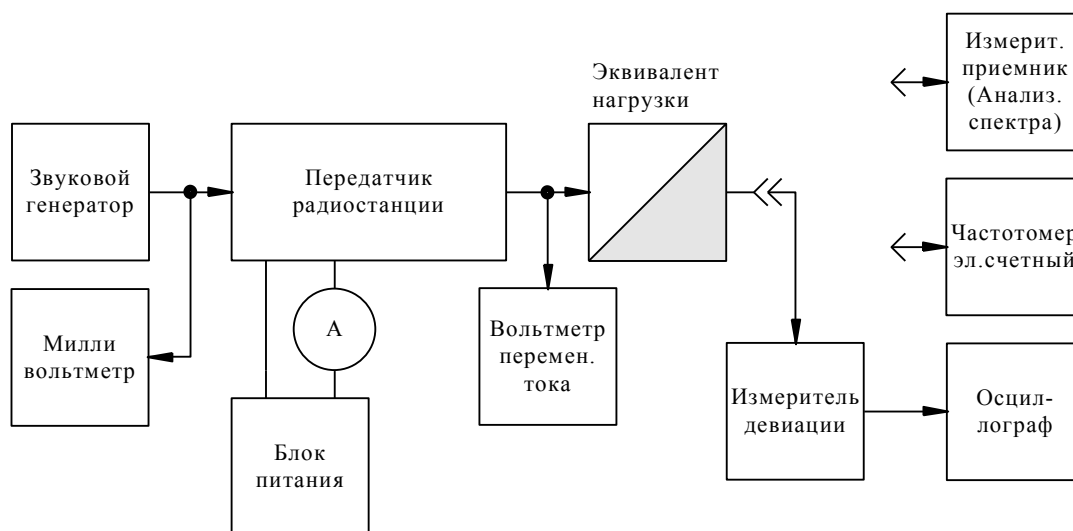 Измерит.
приемник
(Анализ.
спектра)
Эквивалент
нагрузки
Звуковой
генератор
Передатчик
радиостанции
Частотомер
эл.счетный
Милли
вольтметр
А
Вольтметр
перемен.
тока
Измеритель
девиации
Осцил-
лограф
Блок
питания